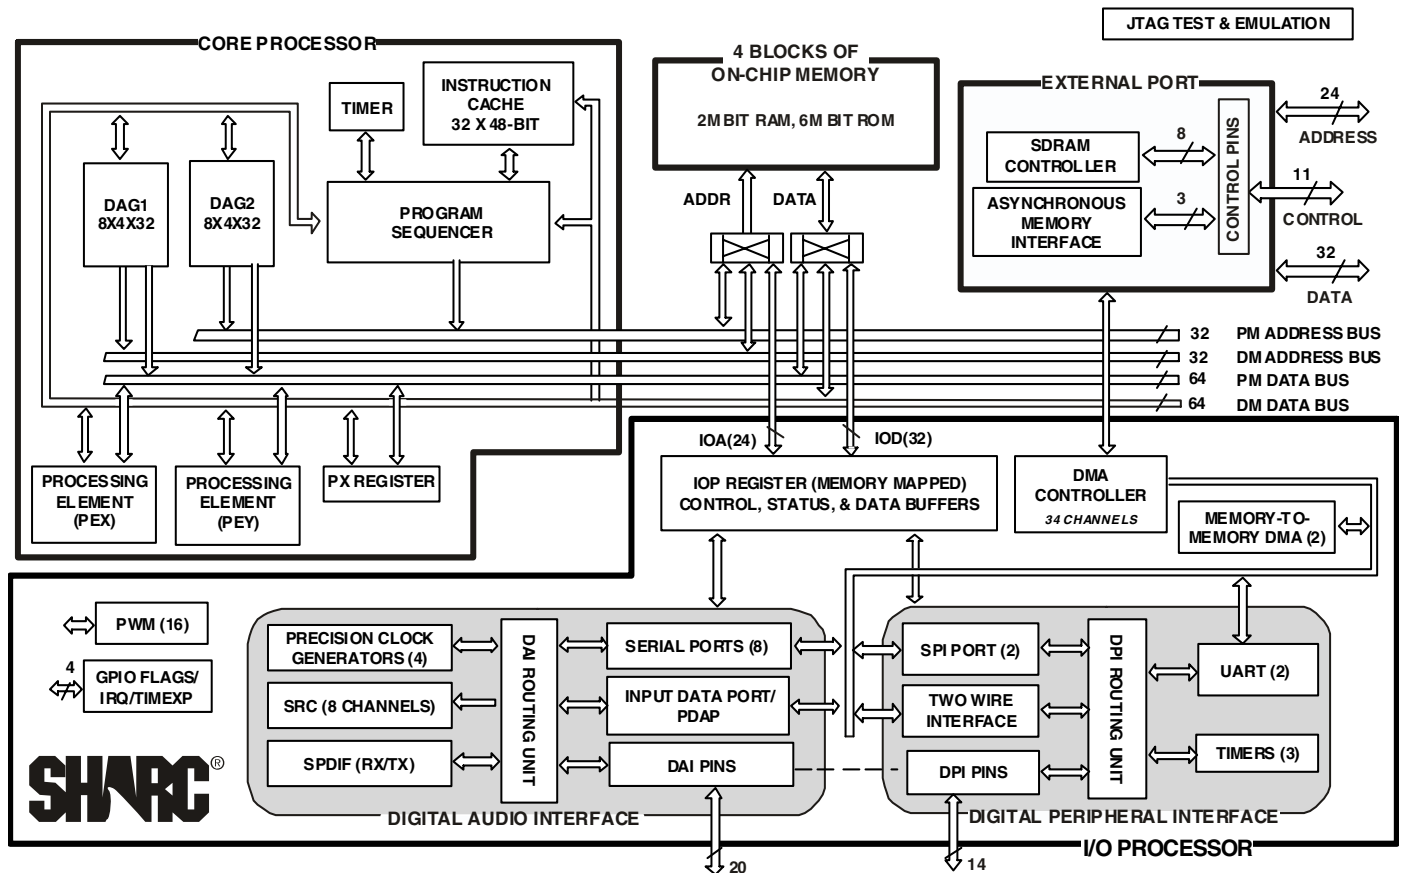 JTAG TEST & EMULATION
CORE PROCESSOR
TIMER
INSTRUCTION
CACHE
32 X 48-BIT
DAG1
8X4X32
DAG2
8X4X32
PROGRAM
SEQUENCER
4 BLOCKS OF
ON-CHIP MEMORY
2M BIT RAM, 6M BIT ROM
ADDR
DATA
EXTERNAL PORT
SDRAM
CONTROLLER
ASYNCHRONOUS
MEMORY
INTERFACE
8
3
CONTROL PINS
24
ADDRESS
11
CONTROL
32
DATA
32 PM ADDRESS BUS
32 DM ADDRESS BUS
64 PM DATA BUS
64 DM DATA BUS
PROCESSING
ELEMENT
(PEX)
PROCESSING
ELEMENT
(PEY)
PX REGISTER
IOA(24)
IOD(32)
IOP REGISTER (MEMORY MAPPED)
CONTROL, STATUS, & DATA BUFFERS
DMA
CONTROLLER
34 CHANNELS
MEMORY-TO-
MEMORY DMA (2)
PWM (16)
4
GPIO FLAGS/
IRQ/TIMEXP
SHARC®
PRECISION CLOCK
GENERATORS (4)
SRC (8 CHANNELS)
SPDIF (RX/TX)
DAI ROUTING UNIT
SERIAL PORTS (8)
INPUT DATA PORT/
PDAP
DAI PINS
DIGITAL AUDIO INTERFACE
20
SPI PORT (2)
TWO WIRE
INTERFACE
DPI PINS
DPI ROUTING UNIT
UART (2)
TIMERS (3)
DIGITAL PERIPHERAL INTERFACE
14
I/O PROCESSOR